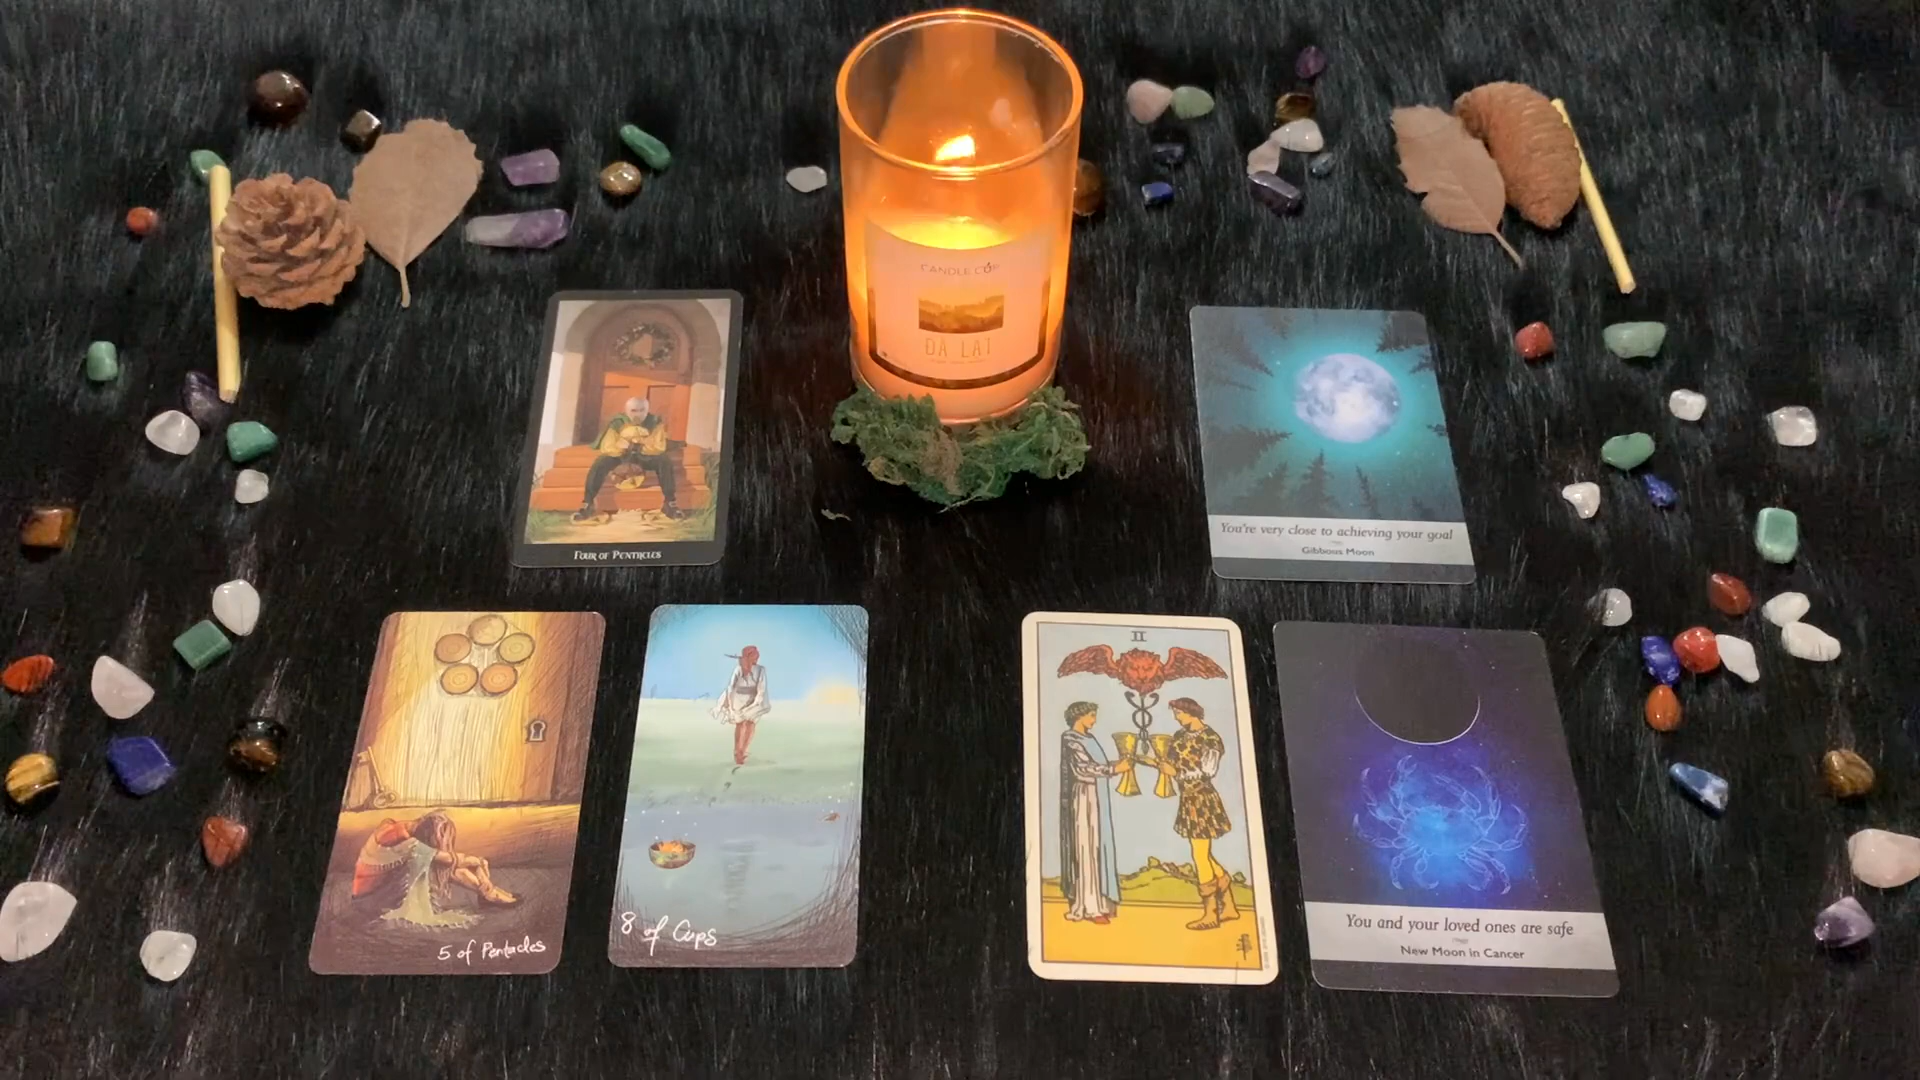 CANDLE CỐP
ĐÀ LẠT
FOUR OF PENTACLES
You're very close to achieving your goal
Gibbous Moon
5 of Pentacles
8 of Cups
II
You and your loved ones are safe
New Moon in Cancer